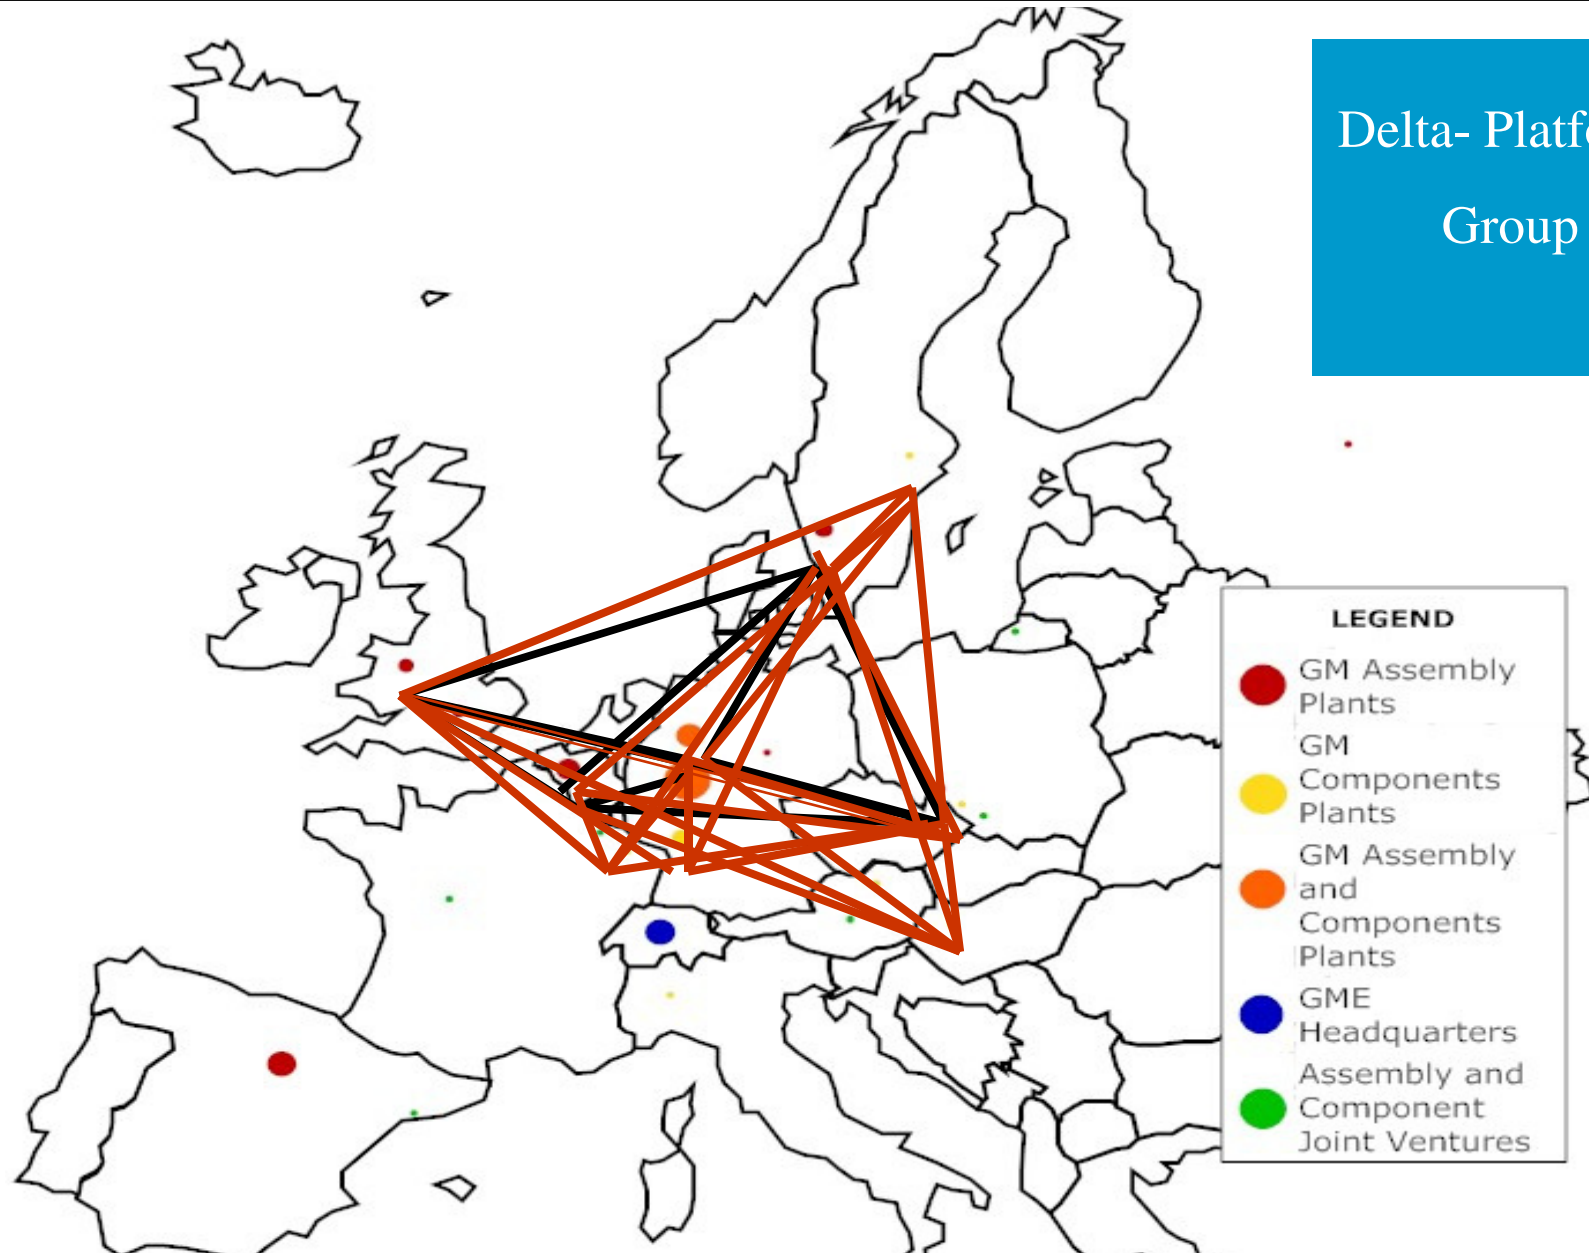 Delta- Platfo
Group
LEGEND
GM Assembly
Plants
GM
Components
Plants
GM Assembly
and
Components
Plants
GME
Headquarters
Assembly and
Component
Joint Ventures